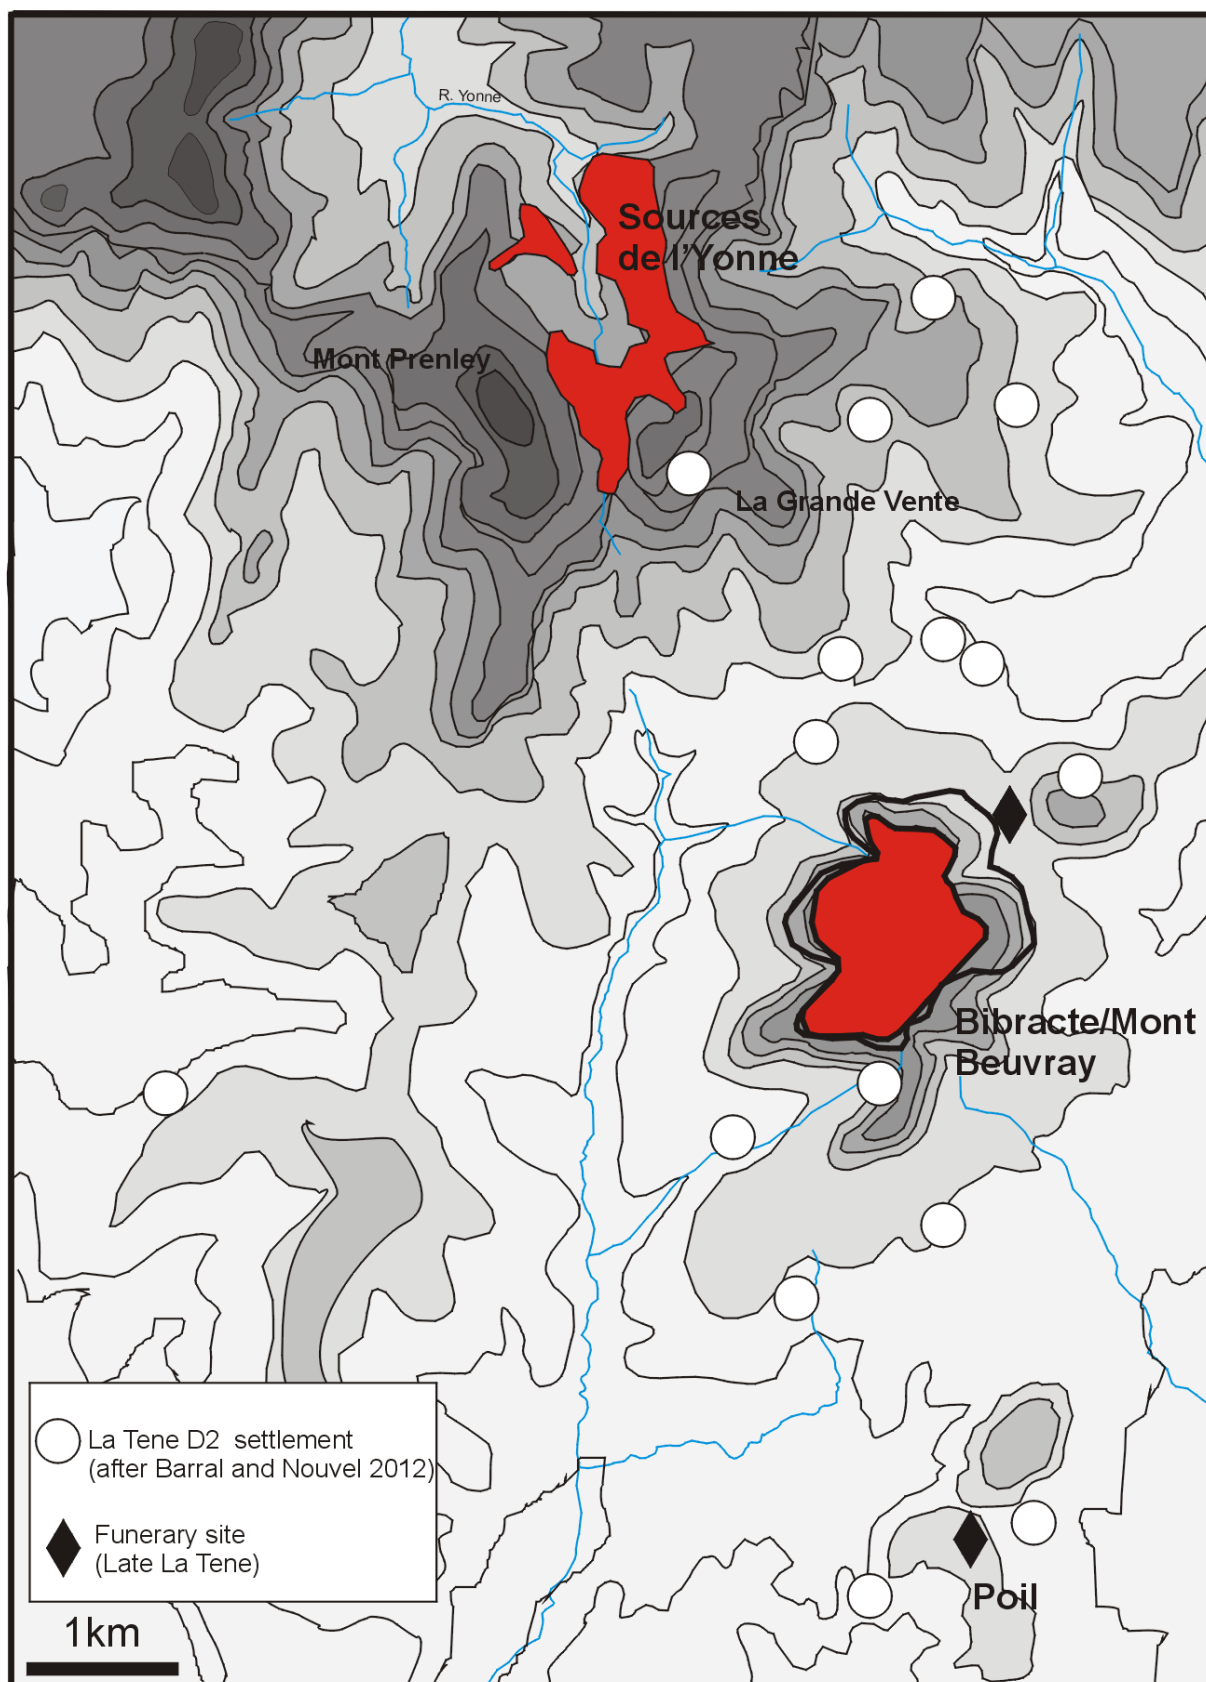 R. Yonne
Sources
de l'Yonne
Mont Prenley
La Grande Vente
Bibracte/Mont
Beuvray
La Tene D2 settlement
(after Barral and Nouvel 2012)
Funerary site
(Late La Tene)
Poil
1km